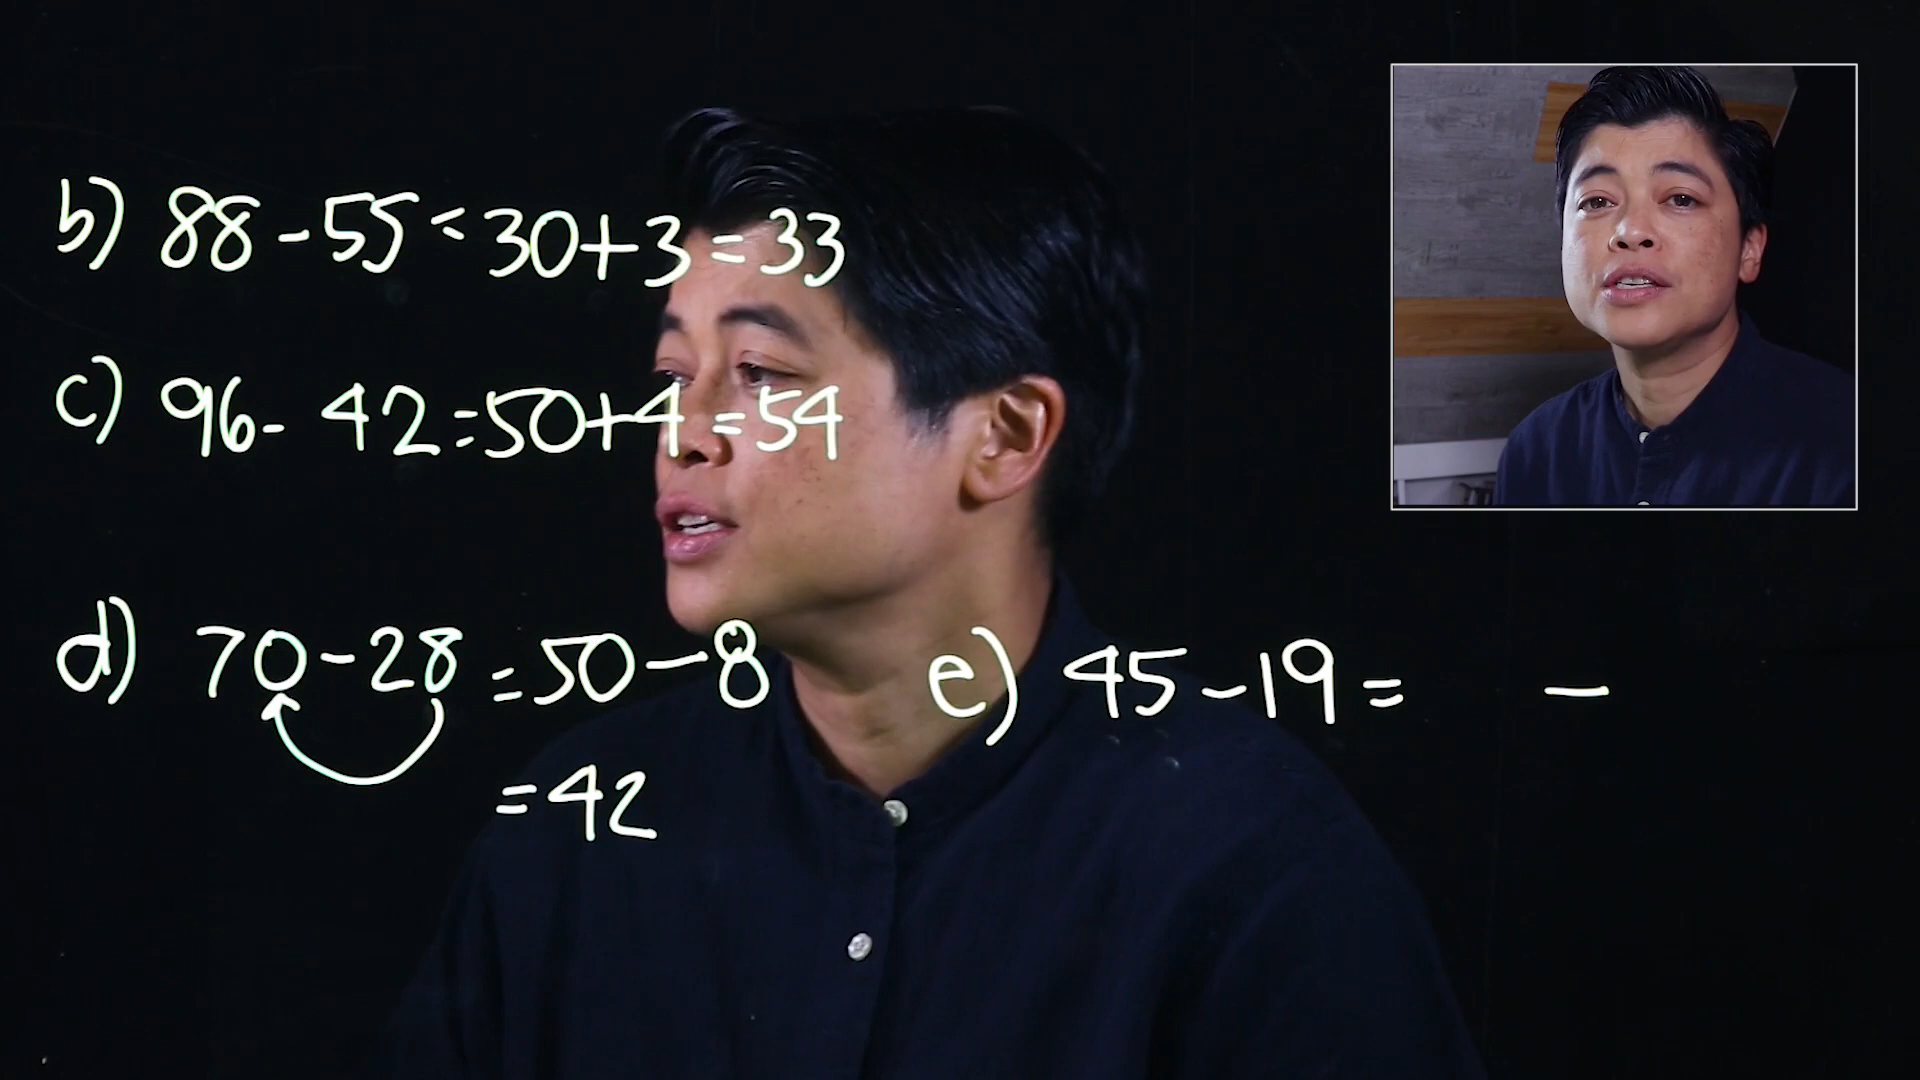 b) 88-55=30+3=33
c) 96-42=50+4=54
d) 70-28=50-8
=42
e) 45-19= -